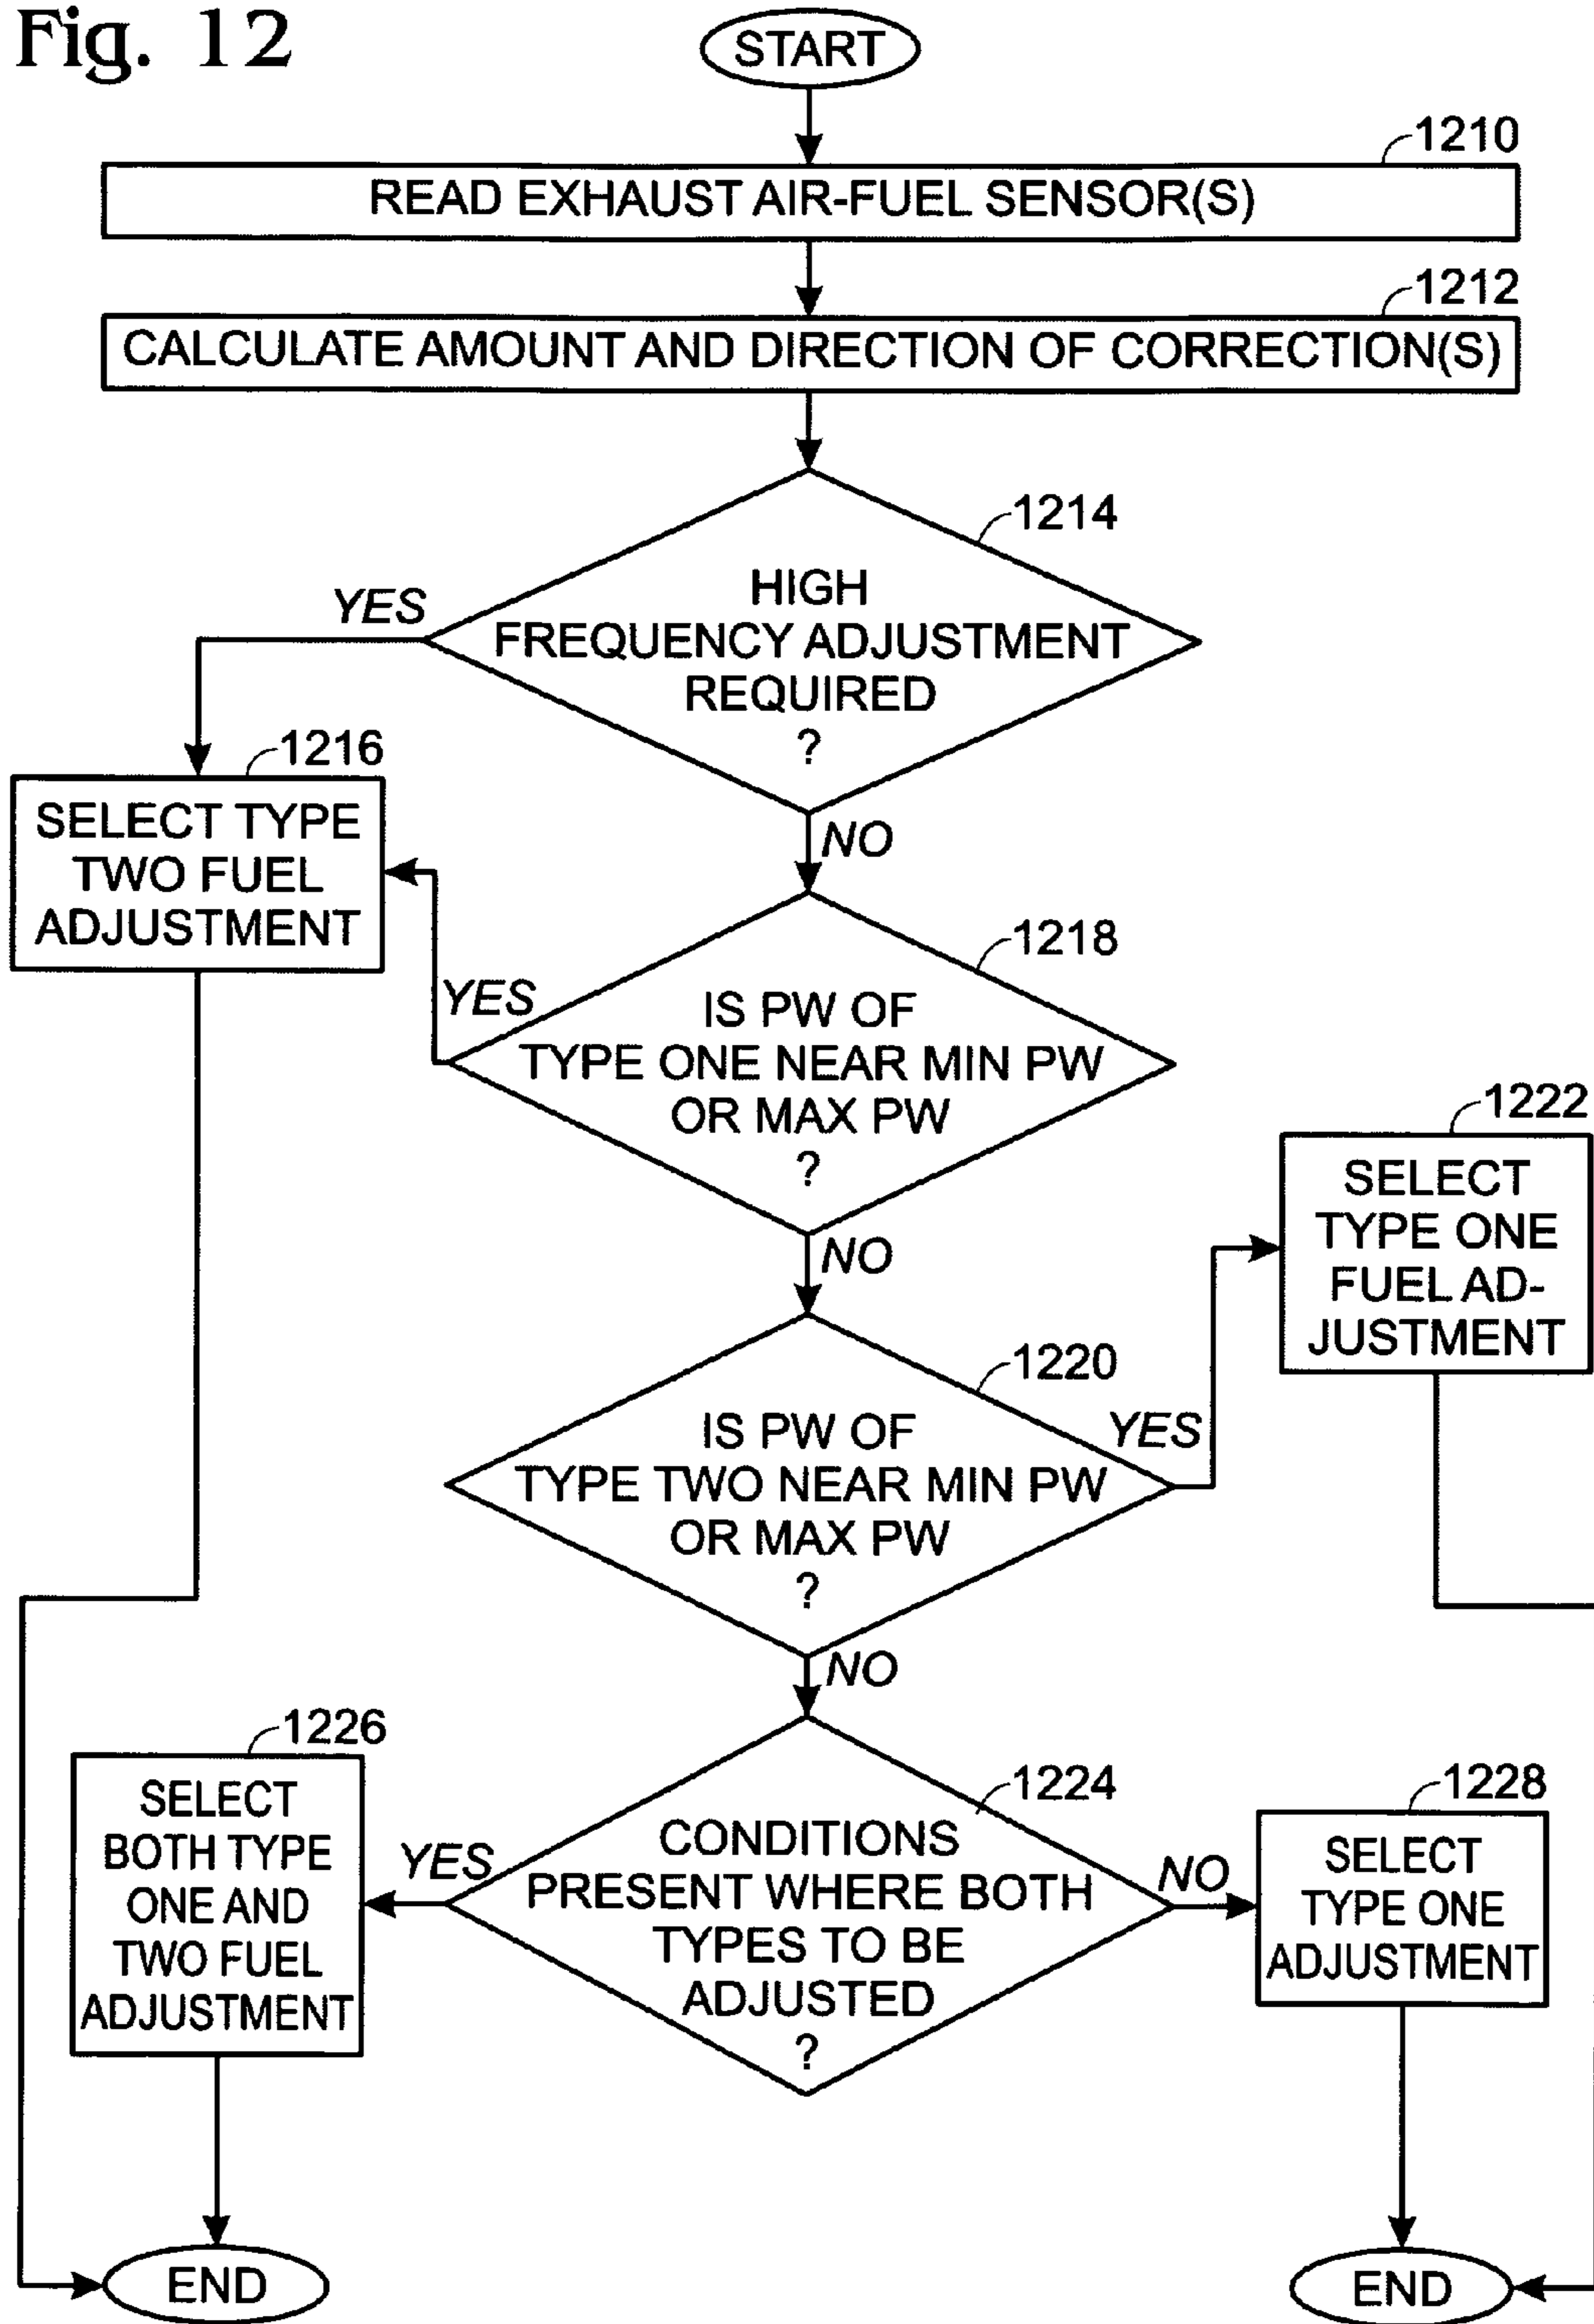 Fig. 12
START
1210
READ EXHAUST AIR-FUEL SENSOR(S)
1212
CALCULATE AMOUNT AND DIRECTION OF CORRECTION(S)
1214
HIGH
FREQUENCY ADJUSTMENT
REQUIRED
?
YES
NO
1216
SELECT TYPE
TWO FUEL
ADJUSTMENT
1218
IS PW OF
TYPE ONE NEAR MIN PW
OR MAX PW
?
YES
NO
1220
IS PW OF
TYPE TWO NEAR MIN PW
OR MAX PW
?
YES
NO
1222
SELECT
TYPE ONE
FUEL AD-
JUSTMENT
1224
CONDITIONS
PRESENT WHERE BOTH
TYPES TO BE
ADJUSTED
?
YES
NO
1226
SELECT
BOTH TYPE
ONE AND
TWO FUEL
ADJUSTMENT
1228
SELECT
TYPE ONE
ADJUSTMENT
END
END